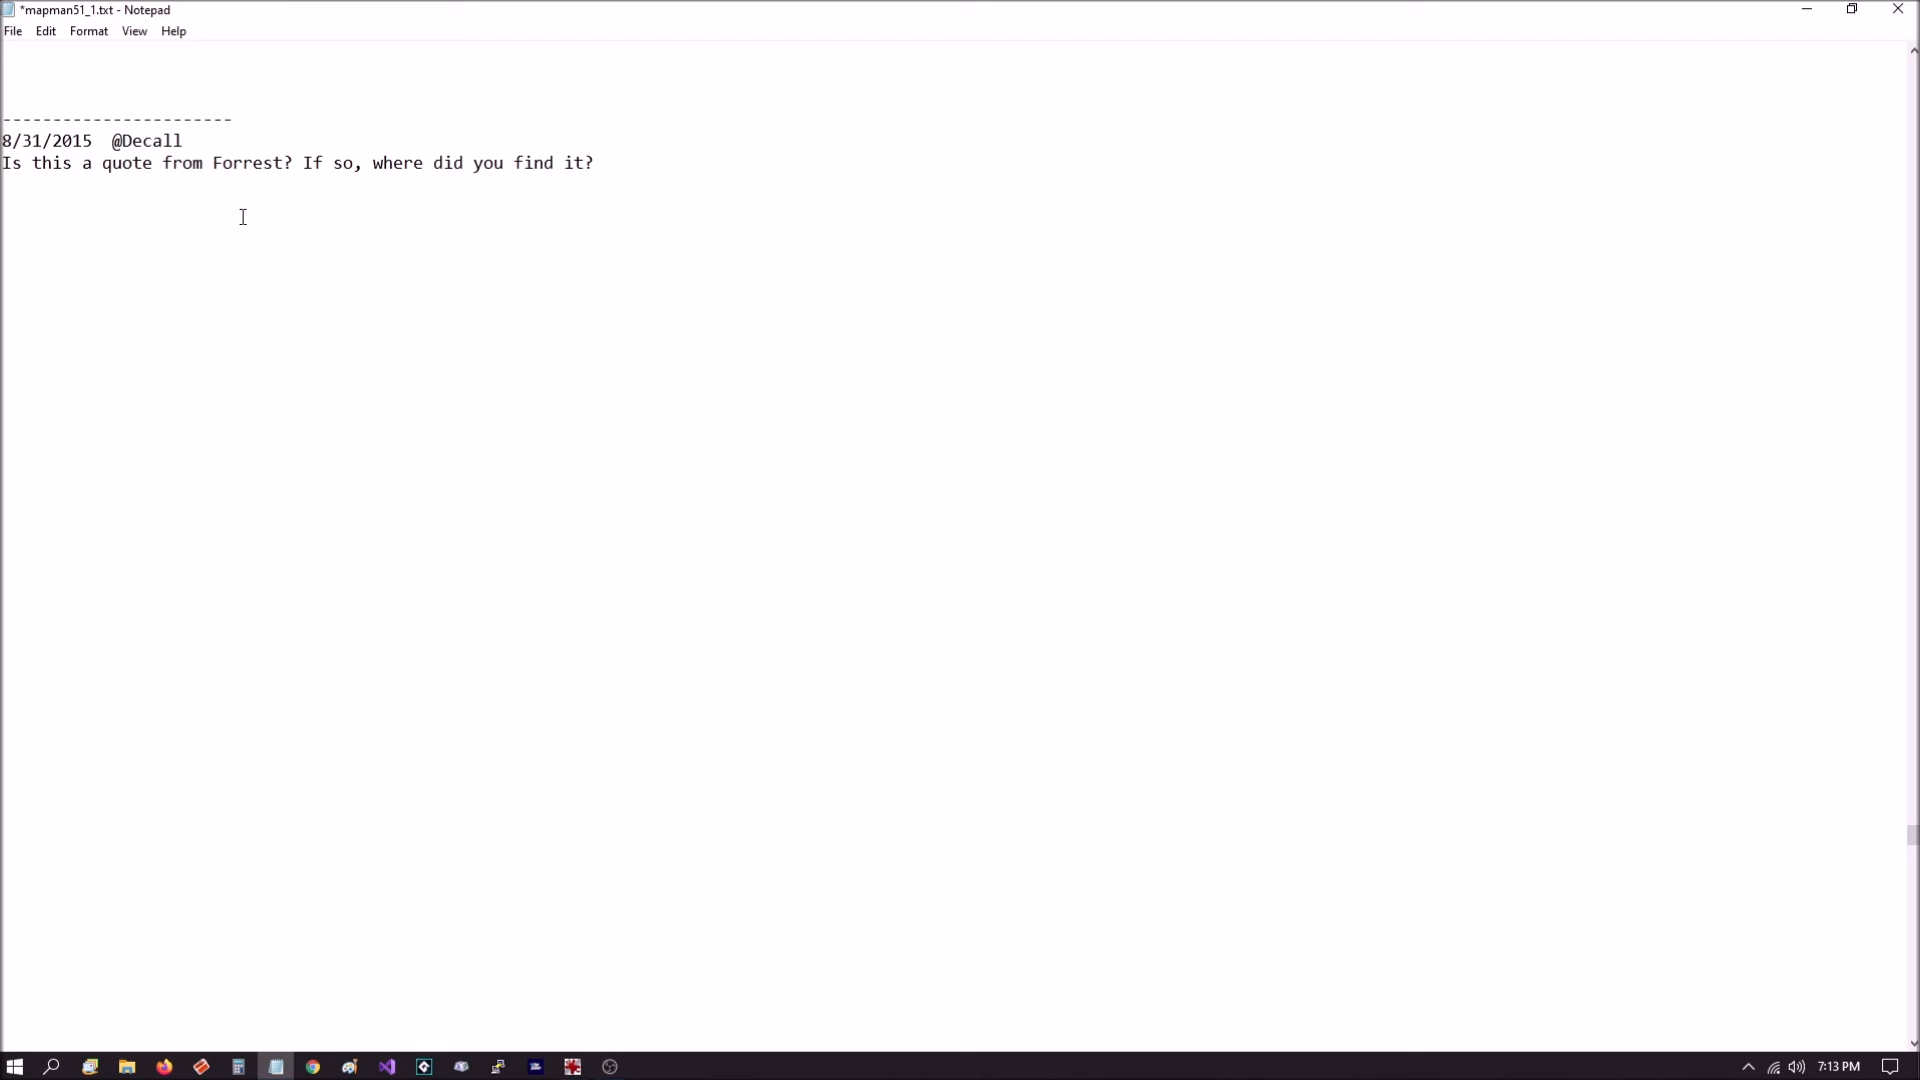 *mapman51_1.txt - Notepad
File Edit Format View Help
-----------------------
8/31/2015  @Decall
Is this a quote from Forrest? If so, where did you find it?
7:13 PM